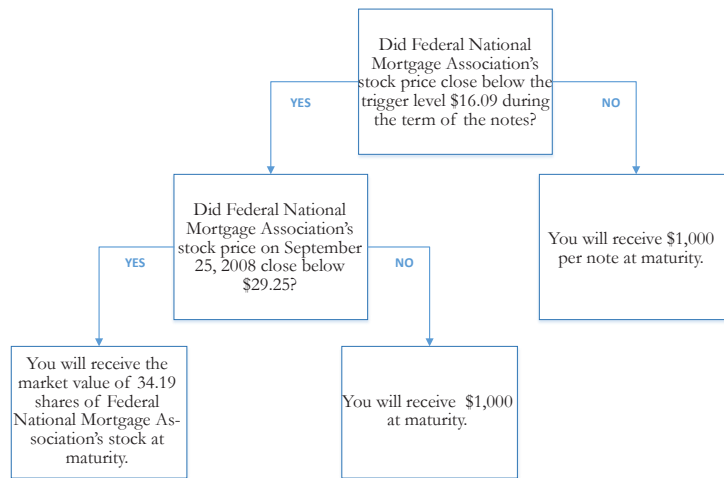 Did Federal National
Mortgage Association's
stock price close below the
trigger level $16.09 during
the term of the notes?
YES
NO
Did Federal National
Mortgage Association's
stock price on September
25, 2008 close below
$29.25?
You will receive $1,000
per note at maturity.
YES
NO
You will receive the
market value of 34.19
shares of Federal
National Mortgage As-
sociation's stock at
maturity.
You will receive $1,000
at maturity.